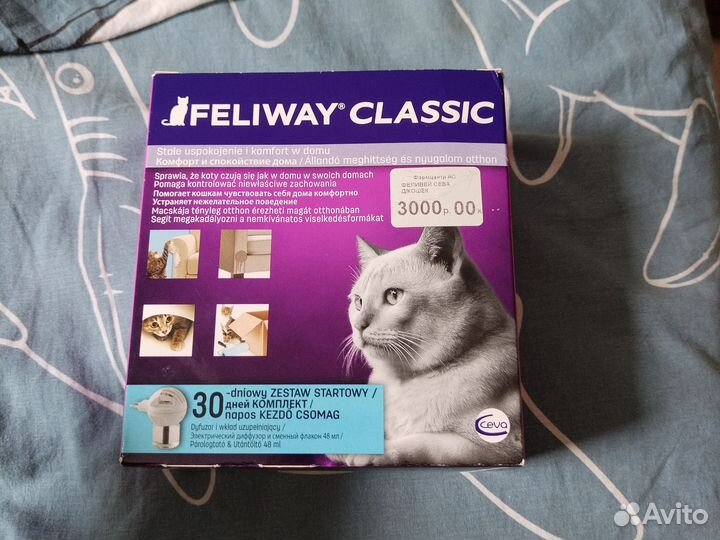 FELIWAY® CLASSIC
Stałe uspokojenie i komfort w domu
Комфорт и спокойствие дома / Állandó meghittség és nyugalom otthon
Sprawia, że koty czują się jak w domu w swoich domach
Pomaga kontrolować niewłaściwe zachowania
Помогает кошкам чувствовать себя дома комфортно
Устраняет нежелательное поведение
Macskája tényleg otthon érezheti magát otthonában
Segít megakadályozni a nemkívánatos viselkedésformákat
ФЕЛИВЕЙ СЕВА
Д/КОШЕК
3000р.00к
30
-dniowy ZESTAW STARTOWY /
дней КОМПЛЕКТ /
napos KEZDŐ CSOMAG
Dyfuzor i wkład uzupełniający /
Электрический диффузор и сменный флакон 48 мл /
Párologtató & Utántöltő 48 ml
Ceva
Avito